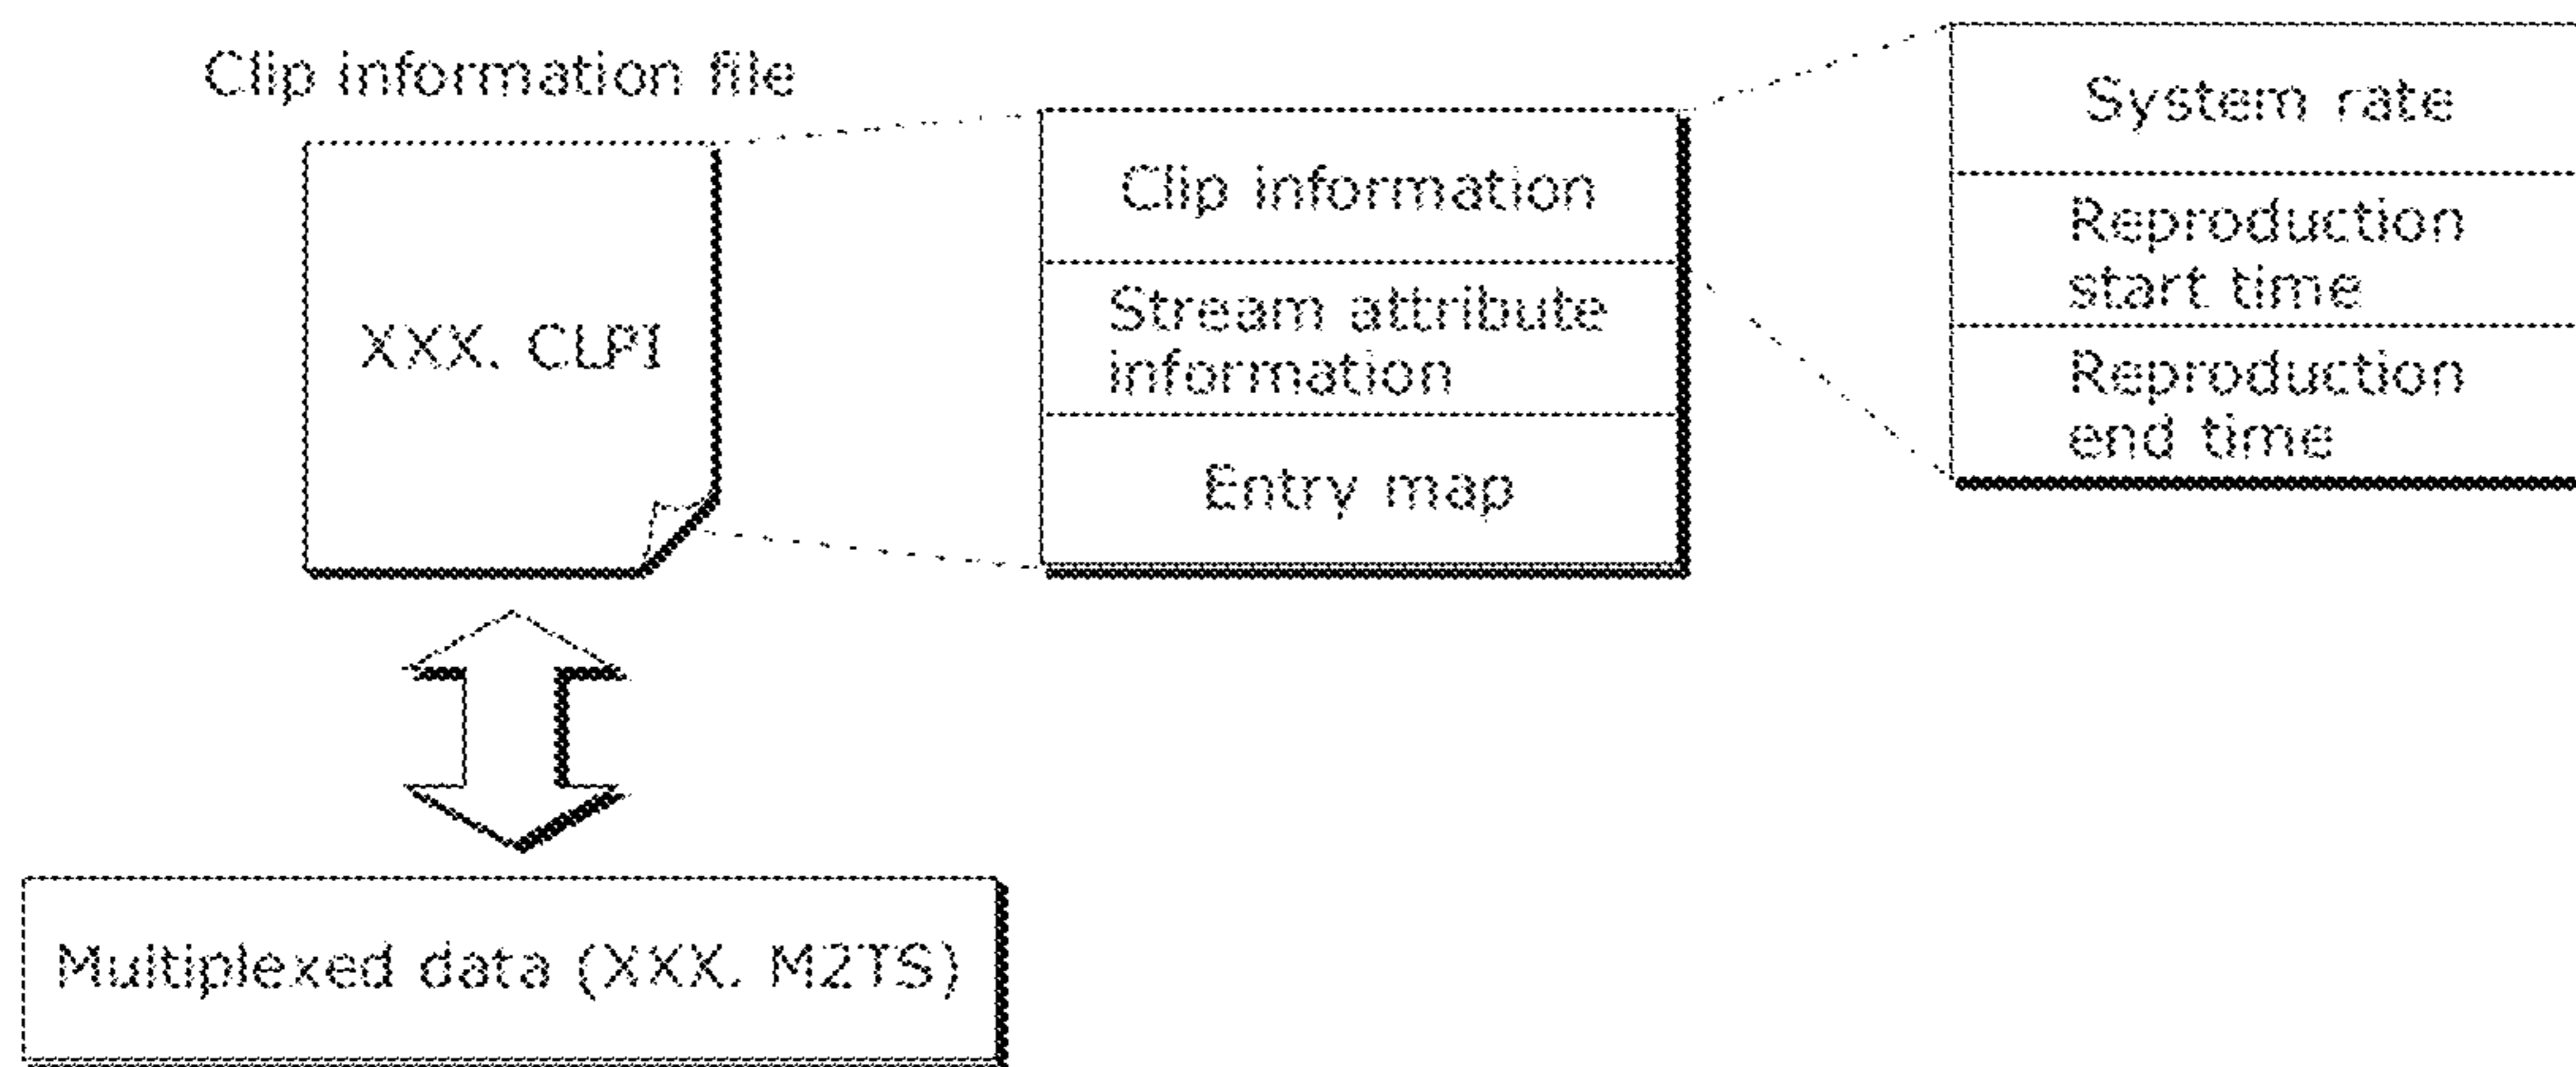 Clip information file
XXX. CLPI
Clip information
Stream attribute
information
Entry map
System rate
Reproduction
start time
Reproduction
end time
Multiplexed data (XXX. M2TS)